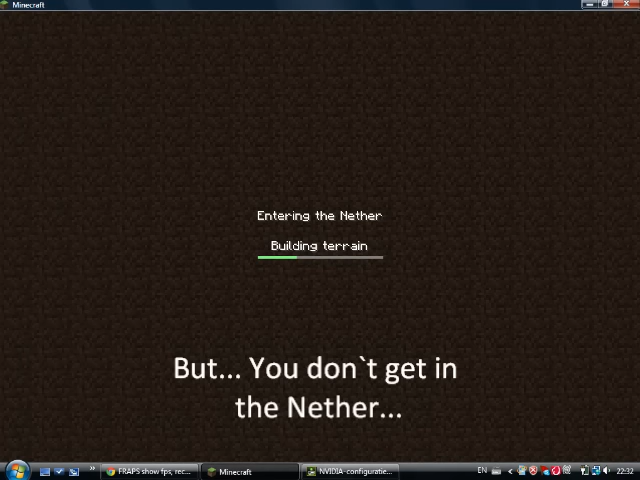 Minecraft
Entering the Nether
Building terrain
But... You don`t get in
the Nether...
FRAPS show fps, rec...
Minecraft
NVIDIA-configuratie...
EN
22:32